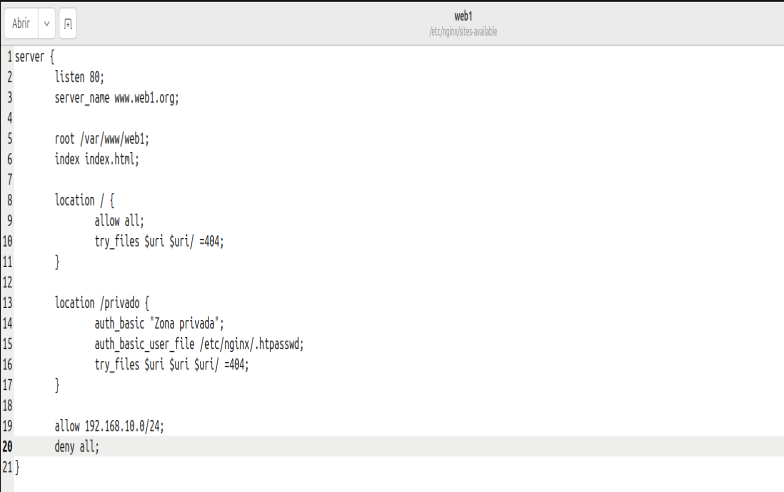 Abrir
web1
/etc/nginx/sites-available
1 server {
2 listen 80;
3 server_name www.web1.org;
4
5 root /var/www/web1;
6 index index.html;
7
8 location / {
9 allow all;
10 try_files $uri $uri/ =404;
11 }
12
13 location /privado {
14 auth_basic "Zona privada";
15 auth_basic_user_file /etc/nginx/.htpasswd;
16 try_files $uri $uri $uri/ =404;
17 }
18
19 allow 192.168.10.0/24;
20 deny all;
21 }